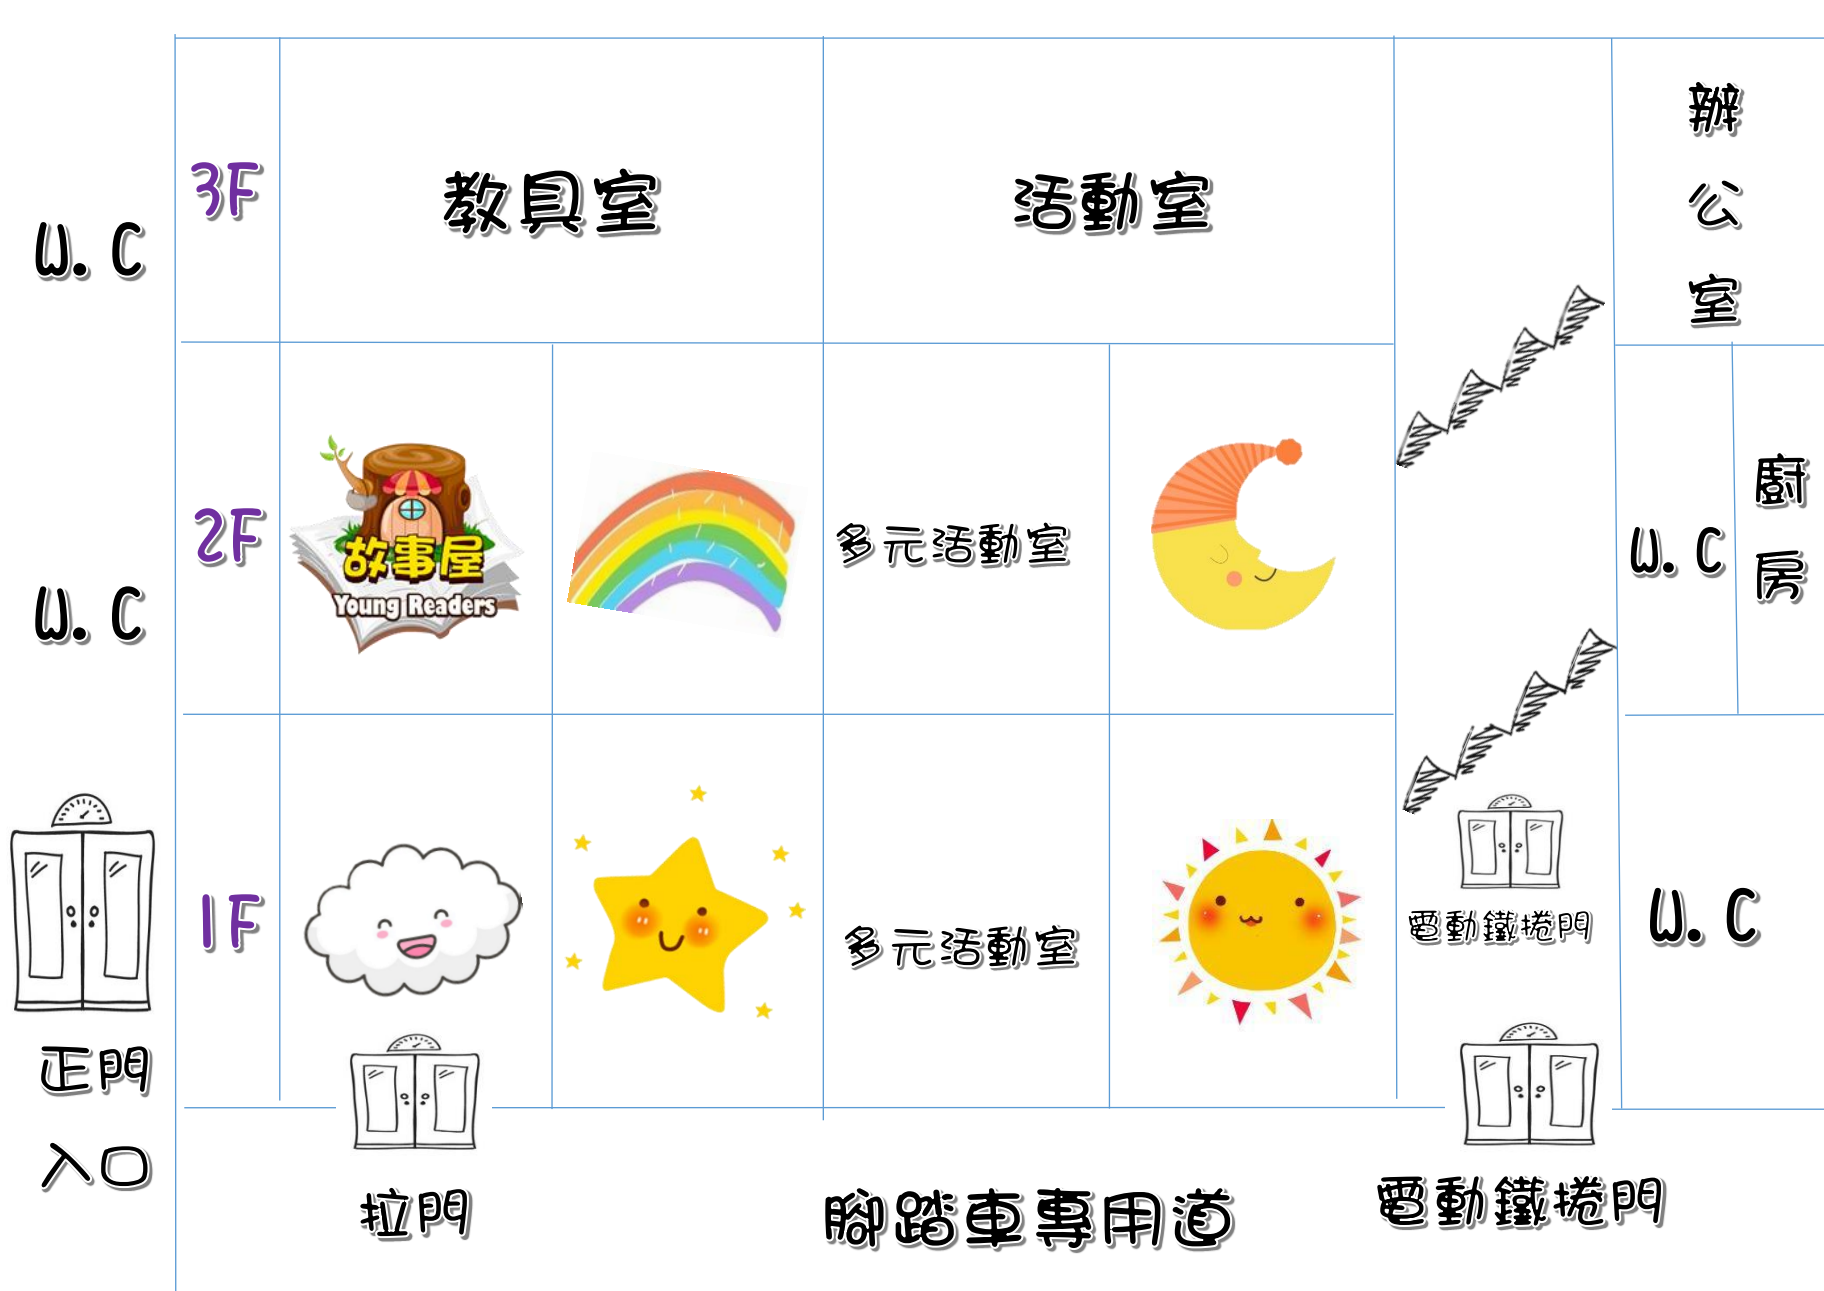 3F
教具室
活動室
辦公室
W.C
2F
故事屋
Young Readers
多元活動室
W.C
廚房
W.C
1F
多元活動室
電動鐵捲門
W.C
正門
入口
拉門
腳踏車專用道
電動鐵捲門